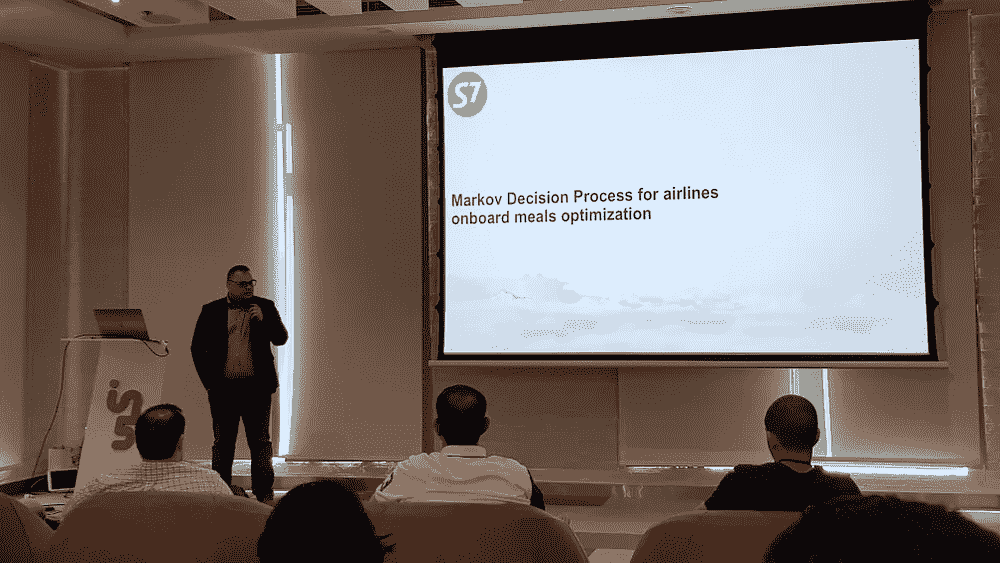 S7
Markov Decision Process for airlines
onboard meals optimization